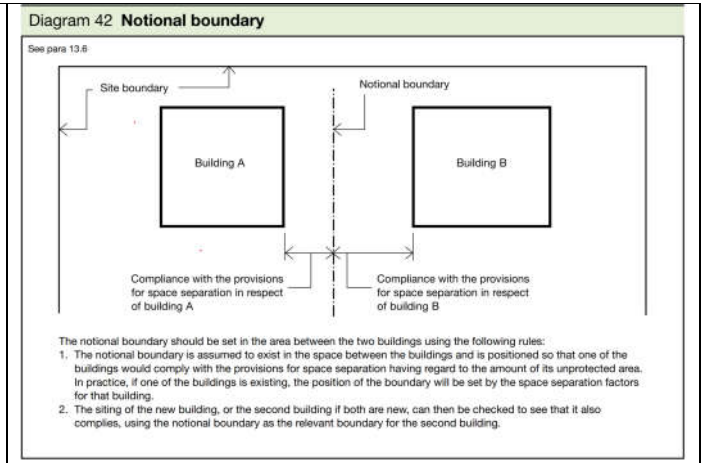 Diagram 42 Notional boundary
See para 13.6
Site boundary
Notional boundary
Building A
Building B
Compliance with the provisions
for space separation in respect
of building A
Compliance with the provisions
for space separation in respect
of building B
The notional boundary should be set in the area between the two buildings using the following rules:
1. The notional boundary is assumed to exist in the space between the buildings and is positioned so that one of the
buildings would comply with the provisions for space separation having regard to the amount of its unprotected area.
In practice, if one of the buildings is existing, the position of the boundary will be set by the space separation factors
for that building.
2. The siting of the new building, or the second building if both are new, can then be checked to see that it also
complies, using the notional boundary as the relevant boundary for the second building.